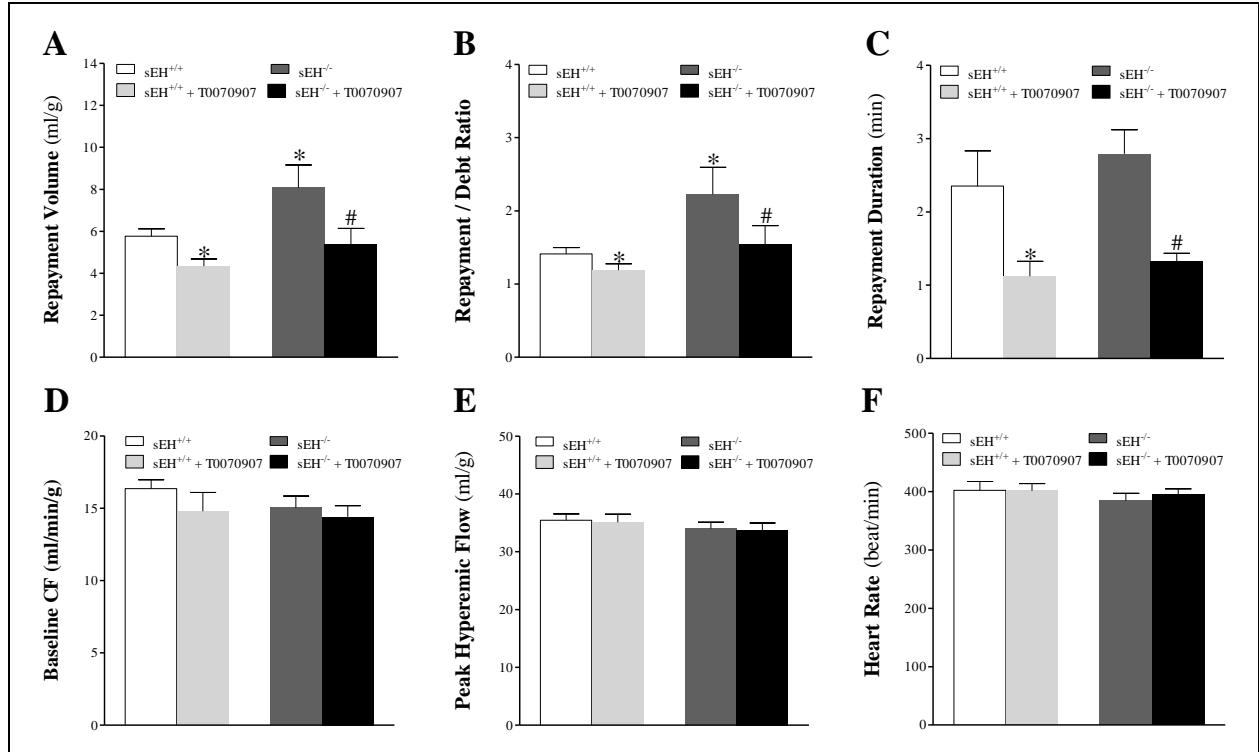 A
Repayment Volume (ml/g)
14
12
10
8
6
4
2
0
sEH+/+
sEH+/+ + T0070907
sEH-/-
sEH-/- + T0070907
*
*
#
B
Repayment / Debt Ratio
4
3
2
1
0
sEH+/+
sEH+/+ + T0070907
sEH-/-
sEH-/- + T0070907
*
*
#
C
Repayment Duration (min)
4
3
2
1
0
sEH+/+
sEH+/+ + T0070907
sEH-/-
sEH-/- + T0070907
*
#
D
Baseline CF (ml/min/g)
20
15
10
5
0
sEH+/+
sEH+/+ + T0070907
sEH-/-
sEH-/- + T0070907
E
Peak Hyperemic Flow (ml/g)
50
40
30
20
10
0
sEH+/+
sEH+/+ + T0070907
sEH-/-
sEH-/- + T0070907
F
Heart Rate (beat/min)
500
400
300
200
100
0
sEH+/+
sEH+/+ + T0070907
sEH-/-
sEH-/- + T0070907